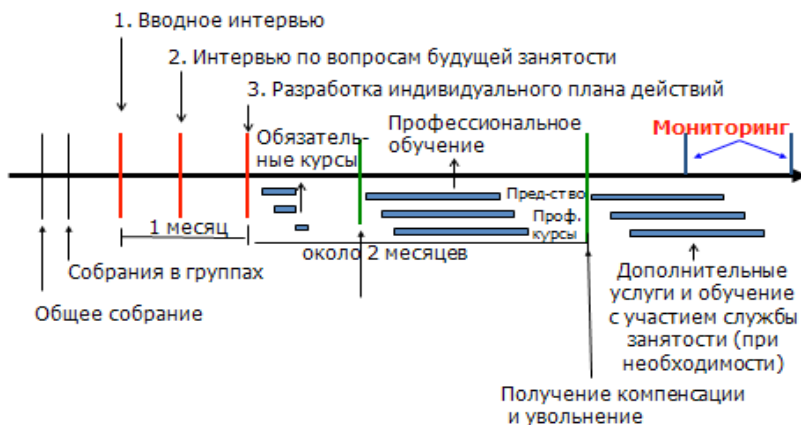 1. Вводное интервью
2. Интервью по вопросам будущей занятости
3. Разработка индивидуального плана действий
Обязатель-
ные курсы
Профессиональное
обучение
Мониторинг
Пред-ство
Проф.
курсы
1 месяц
около 2 месяцев
Собрания в группах
Общее собрание
Дополнительные
услуги и обучение
с участием службы
занятости (при
необходимости)
Получение компенсации
и увольнение